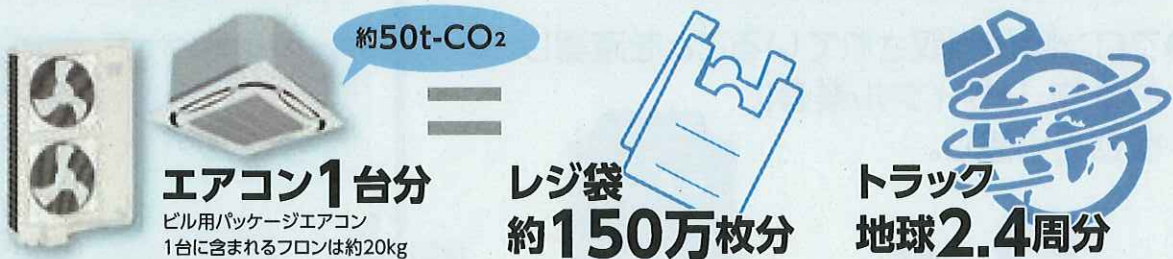 約50t-CO2
=
エアコン1台分
ビル用パッケージエアコン
1台に含まれるフロンは約20kg
レジ袋
約150万枚分
トラック
地球2.4周分